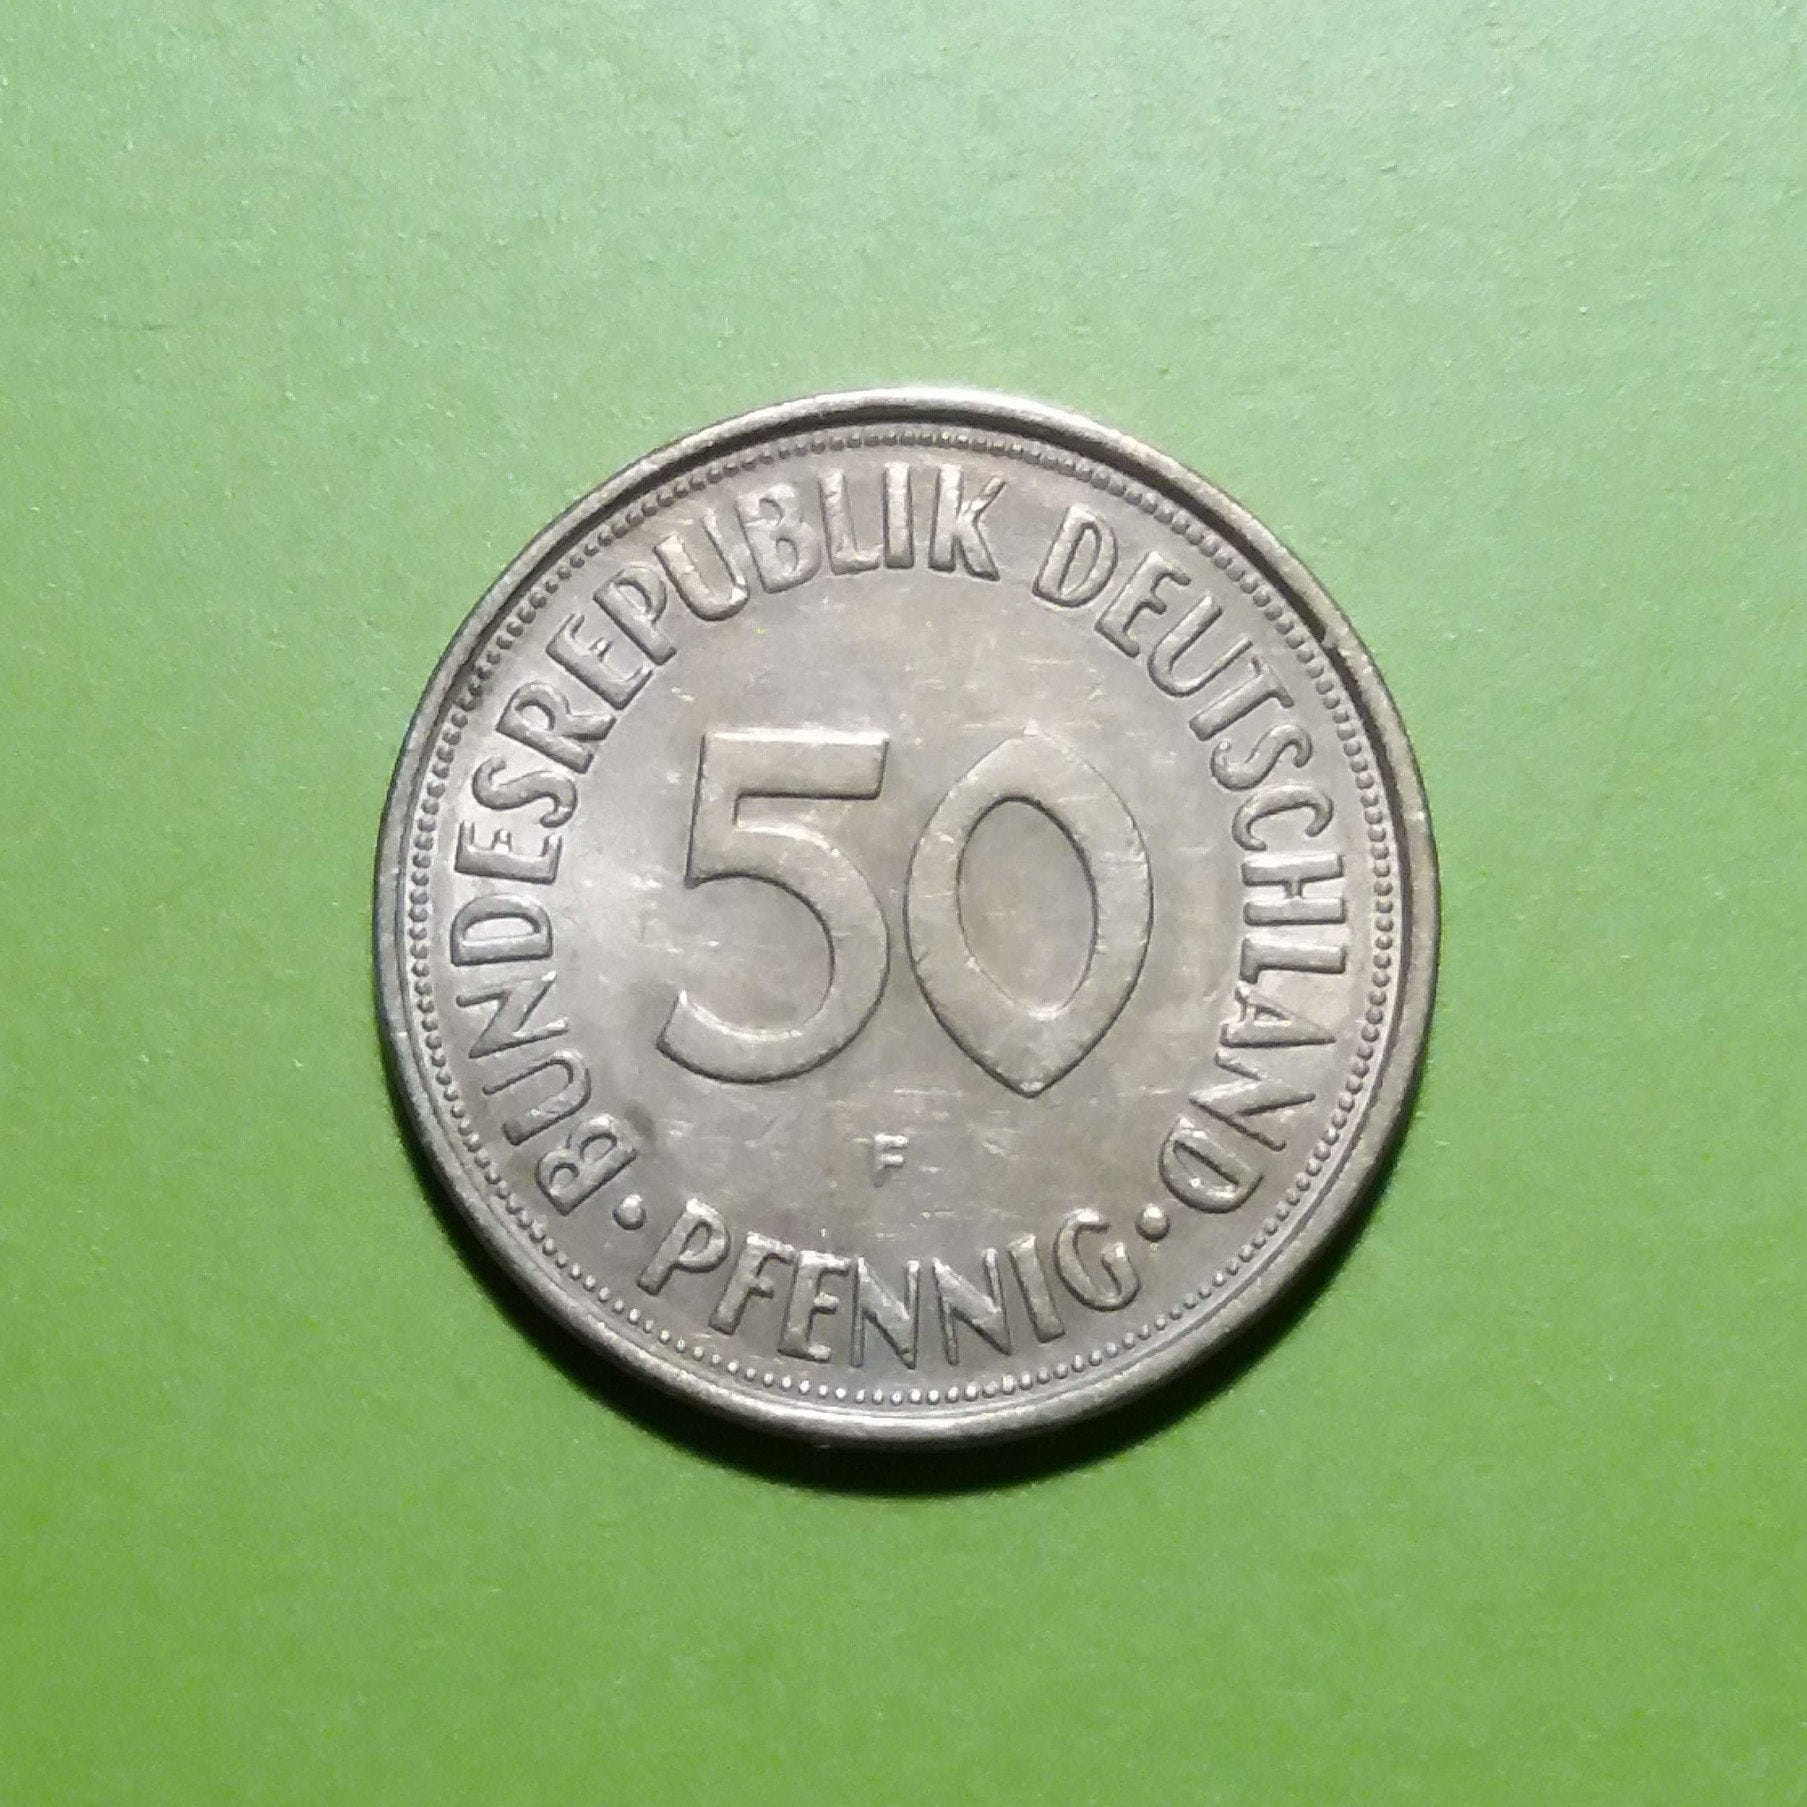 BUNDESREPUBLIK DEUTSCHLAND
50
F
• PFENNIG •